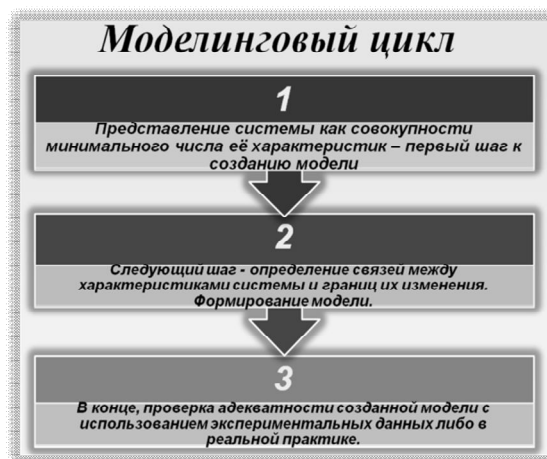 Моделинговый цикл
1
Представление системы как совокупности
минимального числа её характеристик – первый шаг к
созданию модели
2
Следующий шаг - определение связей между
характеристиками системы и границ их изменения.
Формирование модели.
3
В конце, проверка адекватности созданной модели с
использованием экспериментальных данных либо в
реальной практике.